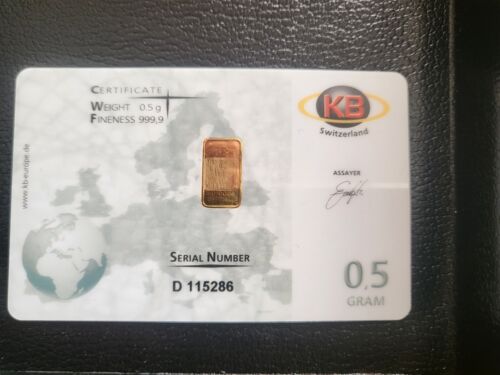 CERTIFICATE
WEIGHT 0.5 g
FINENESS 999,9
www.kb-europe.de
KB
Switzerland
ASSAYER
SERIAL NUMBER
D 115286
0,5
GRAM